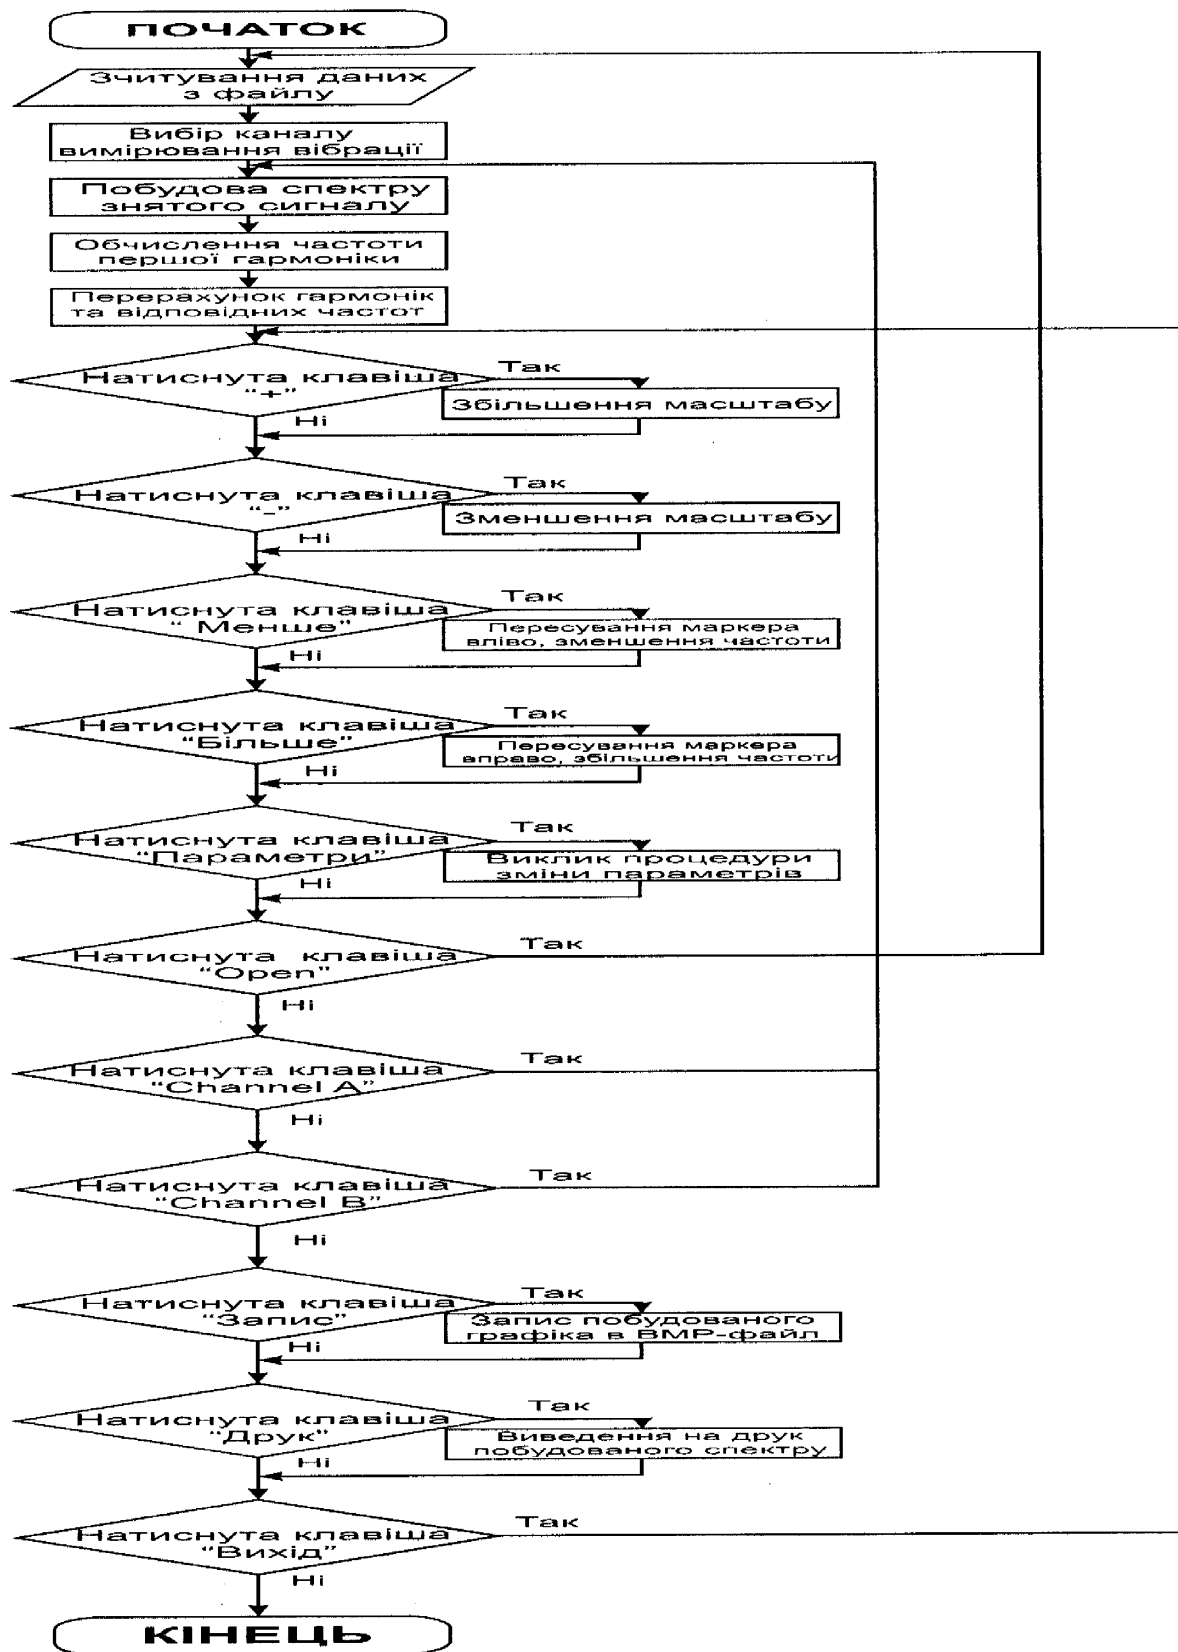 ПОЧАТОК
Зчитування даних
з файлу
Вибір каналу
вимірювання вібрації
Побудова спектру
знятого сигналу
Обчислення частоти
першої гармоніки
Перерахунок гармонік
та відповідних частот
Натиснута клавіша
“+”
Так
Збільшення масштабу
Ні
Натиснута клавіша
“-”
Так
Зменшення масштабу
Ні
Натиснута клавіша
“ Менше”
Так
Пересування маркера
вліво, зменшення частоти
Ні
Натиснута клавіша
“Більше”
Так
Пересування маркера
вправо, збільшення частоти
Ні
Натиснута клавіша
“Параметри”
Так
Виклик процедури
зміни параметрів
Ні
Натиснута клавіша
“Open”
Так
Ні
Натиснута клавіша
“Channel A”
Так
Ні
Натиснута клавіша
“Channel B”
Так
Ні
Натиснута клавіша
“Запис”
Так
Запис побудованого
графіка в BMP-файл
Ні
Натиснута клавіша
“Друк”
Так
Виведення на друк
побудованого спектру
Ні
Натиснута клавіша
“Вихід”
Так
Ні
КІНЕЦЬ